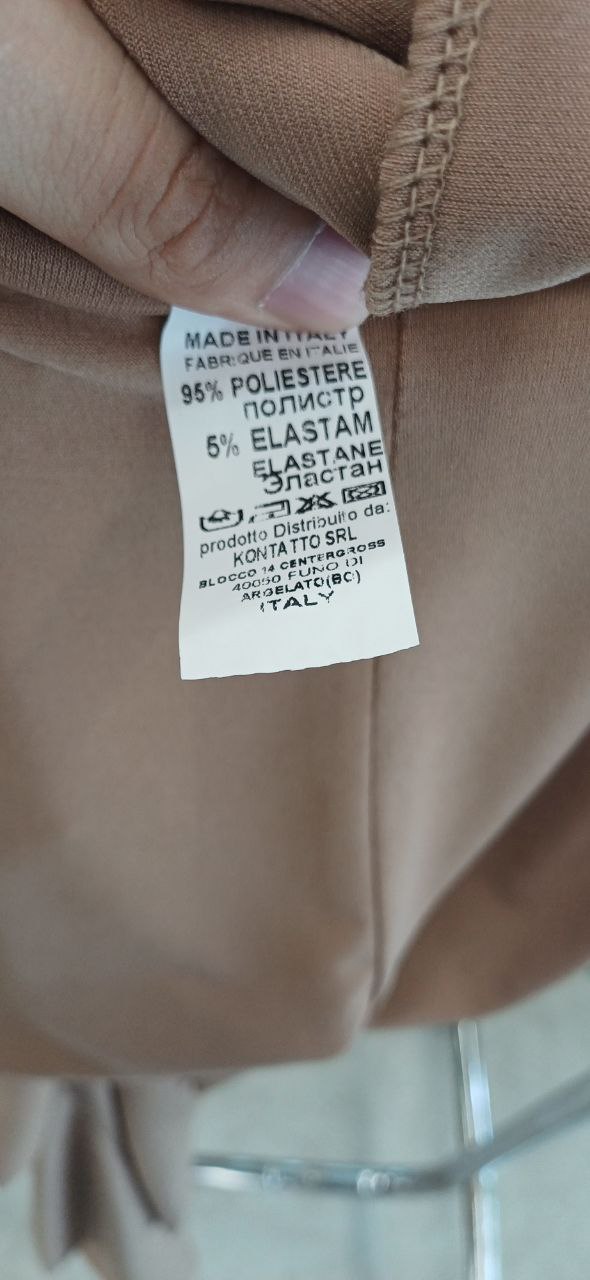 MADE IN ITALY
FABRIQUE EN ITALIE
95% POLIESTERE
полистр
5% ELASTAM
ELASTANE
Эластан
prodotto Distribuito da:
KONTATTO SRL
BLOCCO 14 CENTERGROSS
40050 FUNO DI
ARGELATO(BO)
ITALY